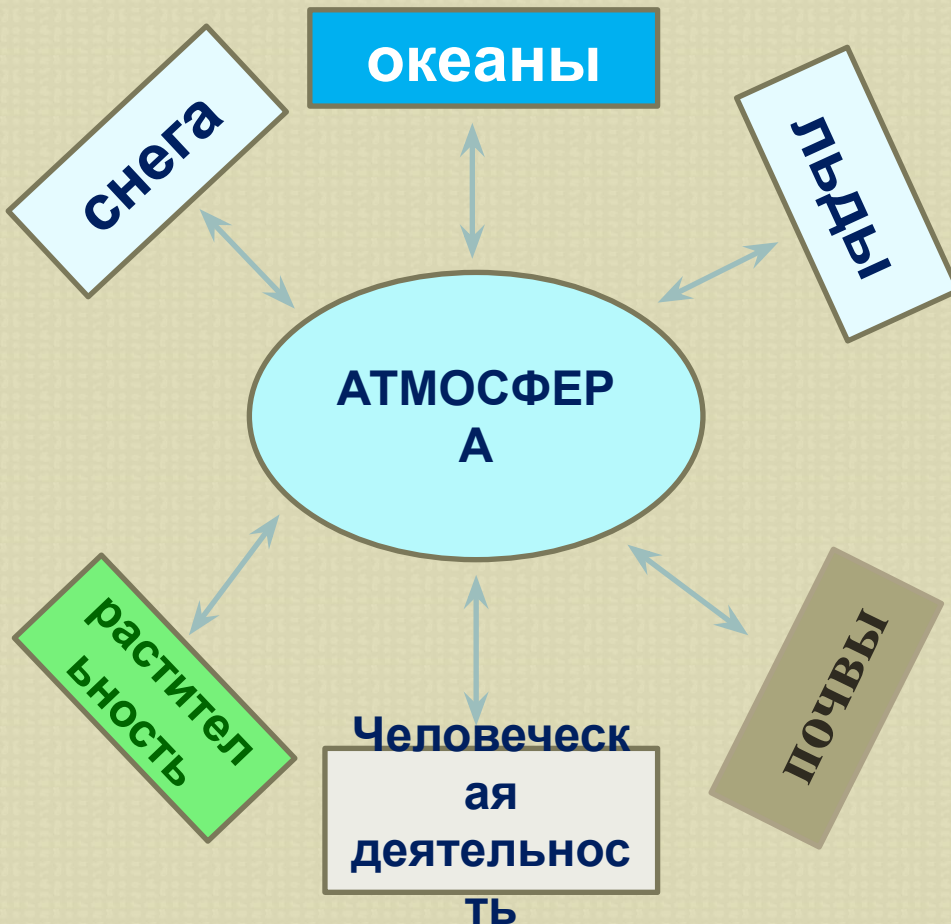 океаны
снега
льды
АТМОСФЕР
А
растител
ьность
почвы
Человеческ
ая
деятельнос
ть